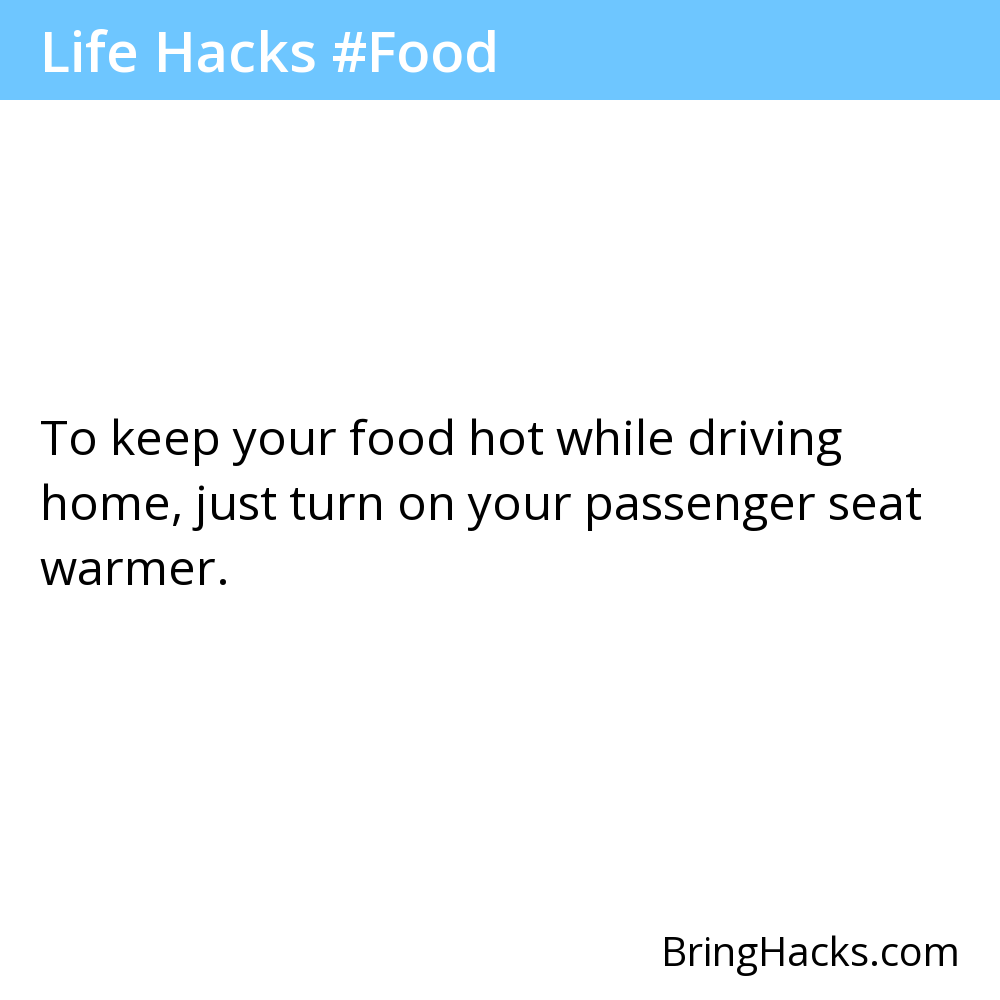 Life Hacks #Food
To keep your food hot while driving
home, just turn on your passenger seat
warmer.
BringHacks.com